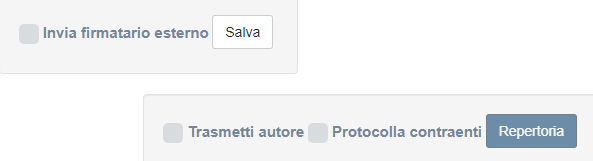 Invia firmatario esterno Salva
Trasmetti autore Protocolla contraenti Repertoria